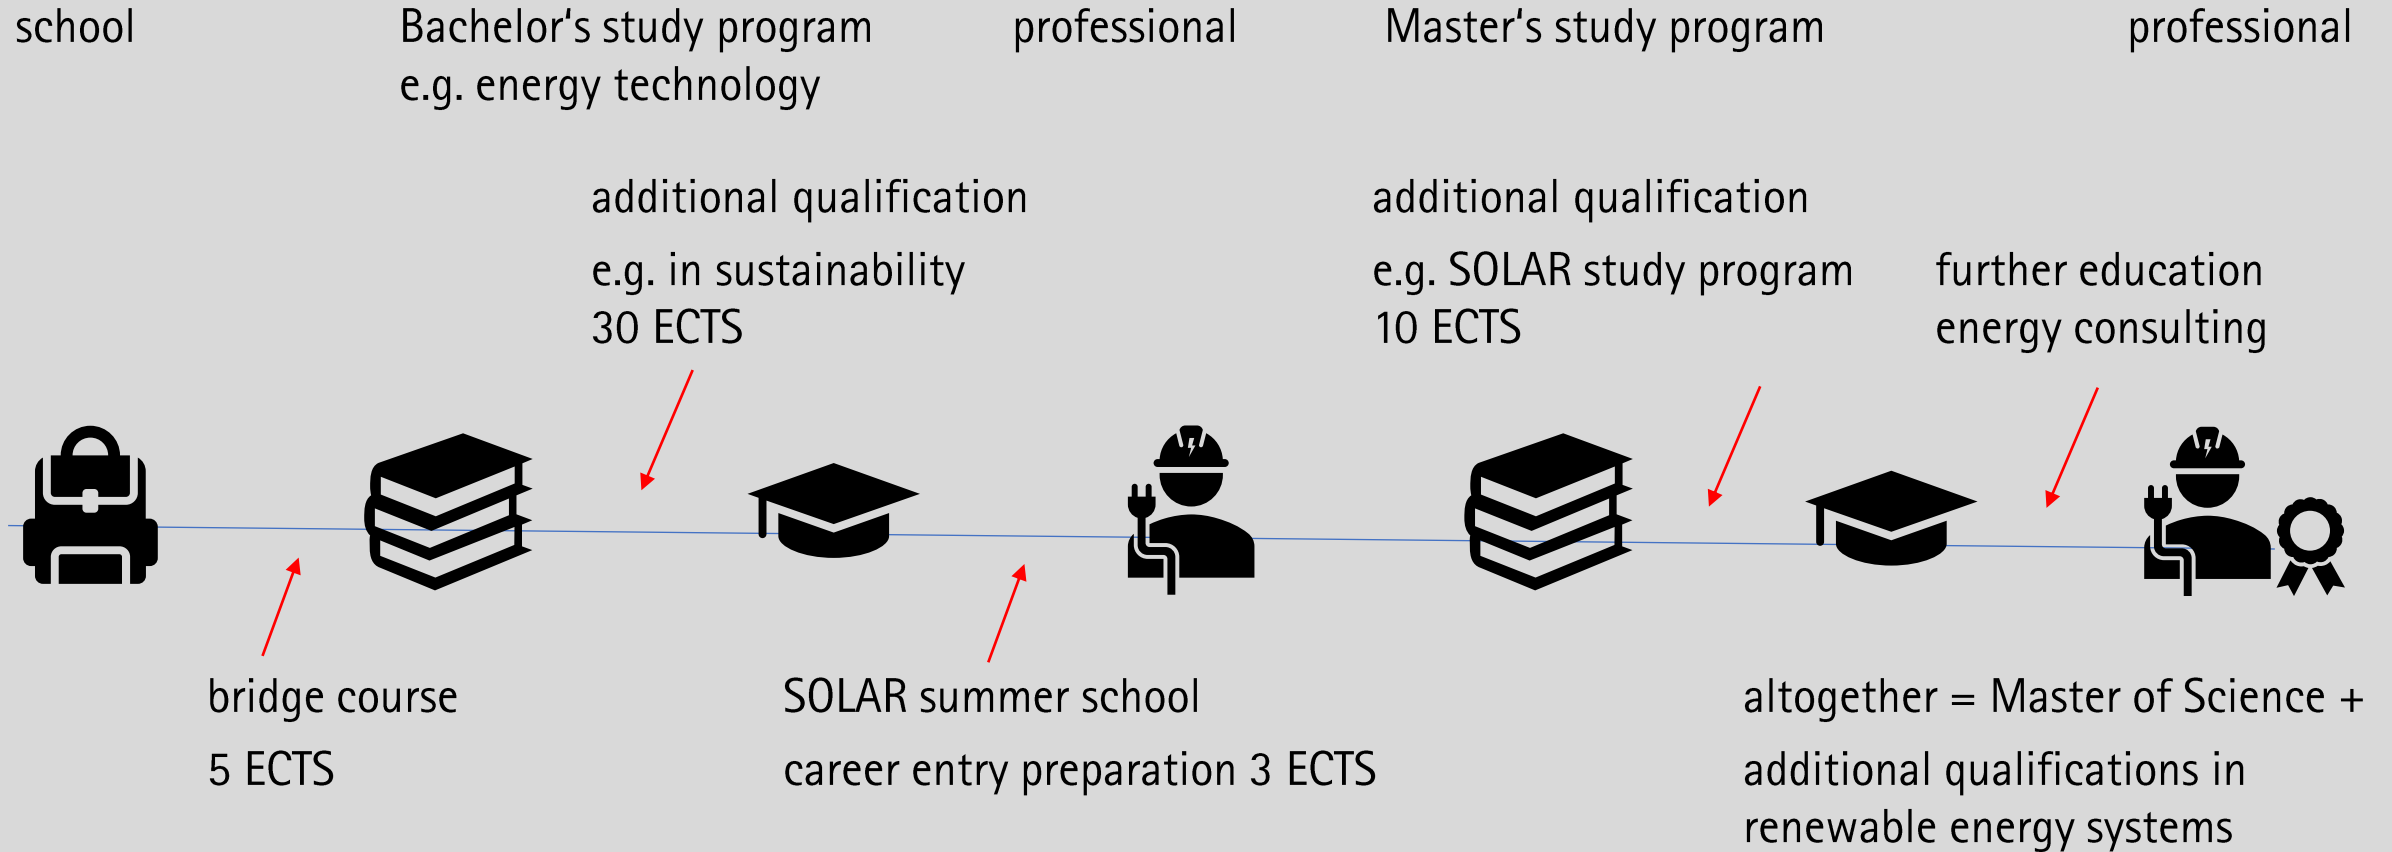 school
Bachelor‘s study program
e.g. energy technology
professional
Master‘s study program
professional
additional qualification
e.g. in sustainability
30 ECTS
additional qualification
e.g. SOLAR study program
10 ECTS
further education
energy consulting
bridge course
5 ECTS
SOLAR summer school
career entry preparation 3 ECTS
altogether = Master of Science +
additional qualifications in
renewable energy systems